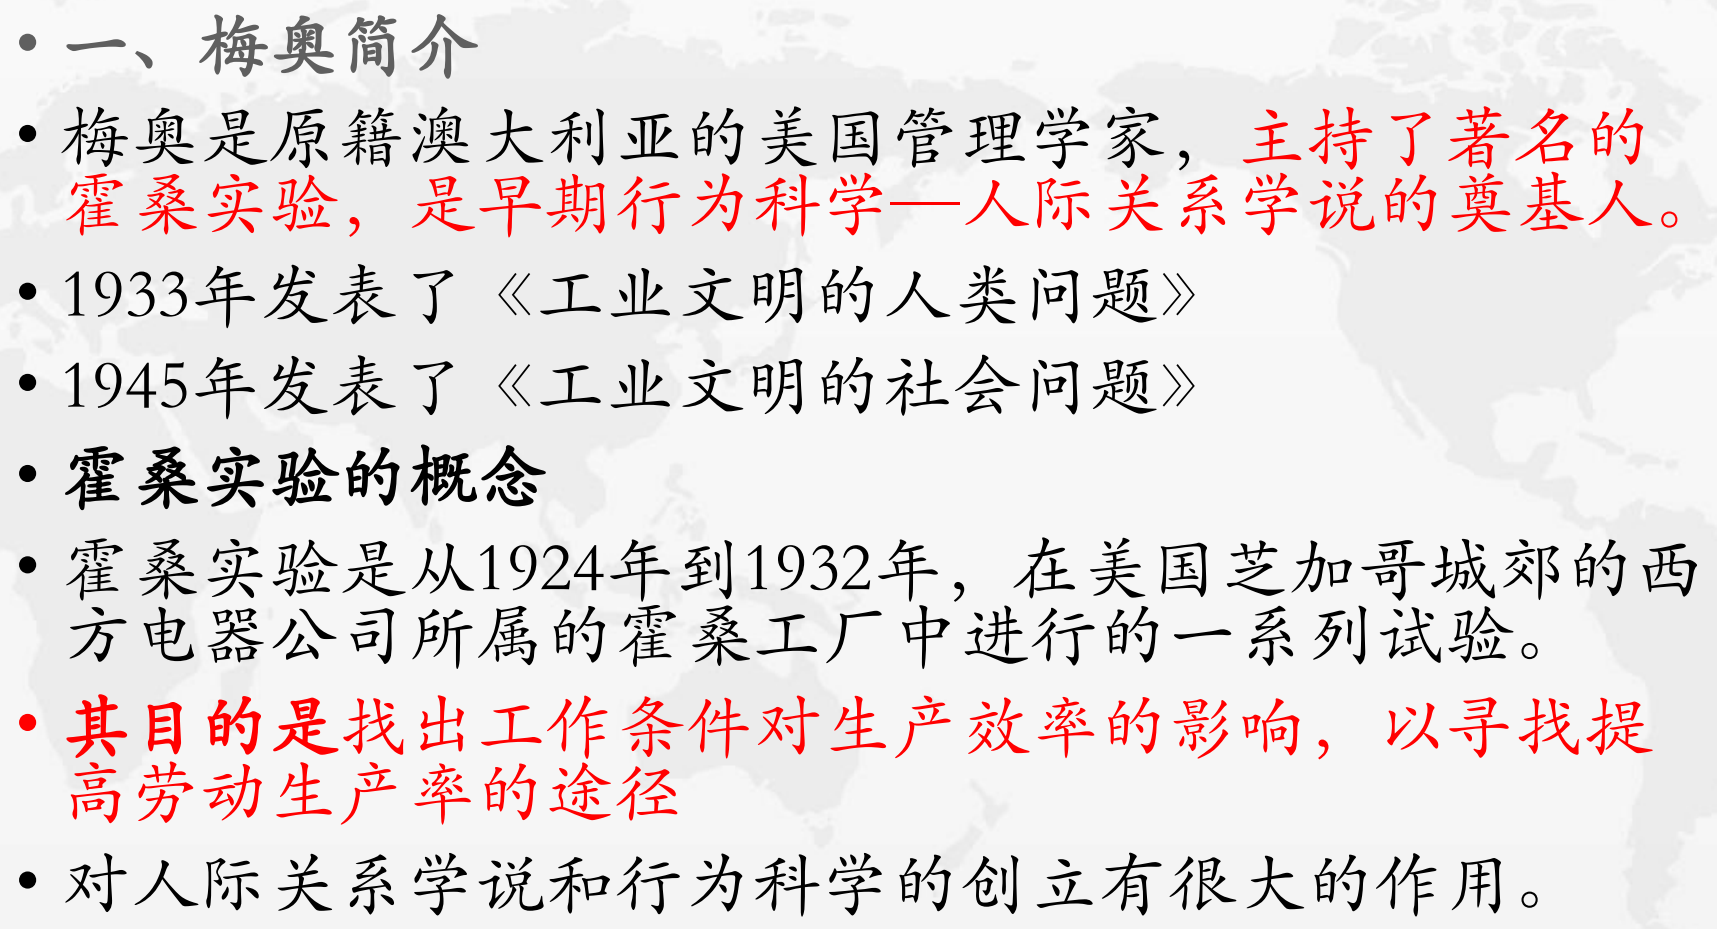 • 一、梅奥简介
• 梅奥是原籍澳大利亚的美国管理学家，主持了著名的
霍桑实验，是早期行为科学—人际关系学说的奠基人。
• 1933年发表了《工业文明的人类问题》
• 1945年发表了《工业文明的社会问题》
• 霍桑实验的概念
• 霍桑实验是从1924年到1932年，在美国芝加哥城郊的西
方电器公司所属的霍桑工厂中进行的一系列试验。
• 其目的是找出工作条件对生产效率的影响，以寻找提
高劳动生产率的途径
• 对人际关系学说和行为科学的创立有很大的作用。